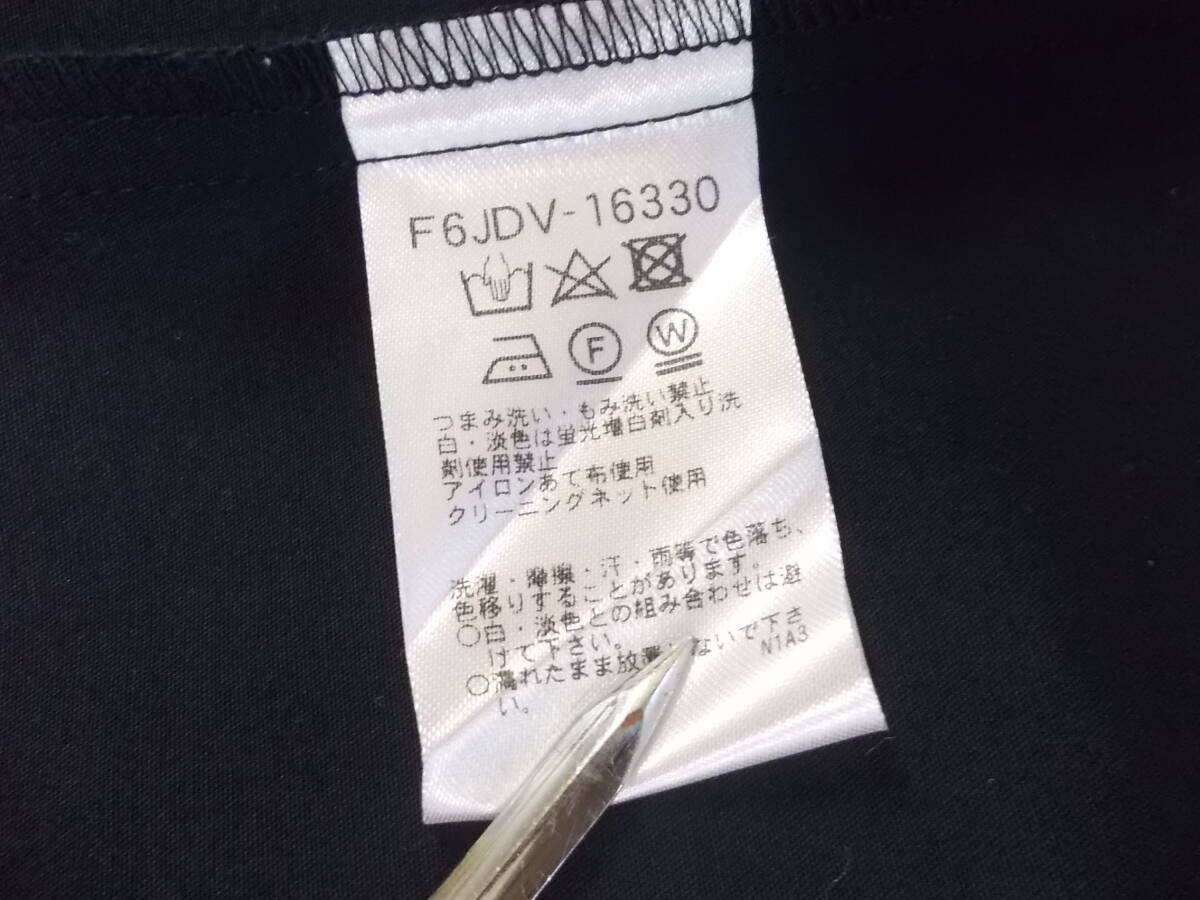 F6JDV-16330
F
W
つまみ洗い・もみ洗い禁止
白・淡色は蛍光増白剤入り洗
剤使用禁止
アイロンあて布使用
クリーニングネット使用
洗濯・摩擦・汗・雨等で色落ち、
色移りすることがあります。
○白・淡色との組み合わせは避
けて下さい。
○濡れたまま放置しないで下さ
い。
N1A3